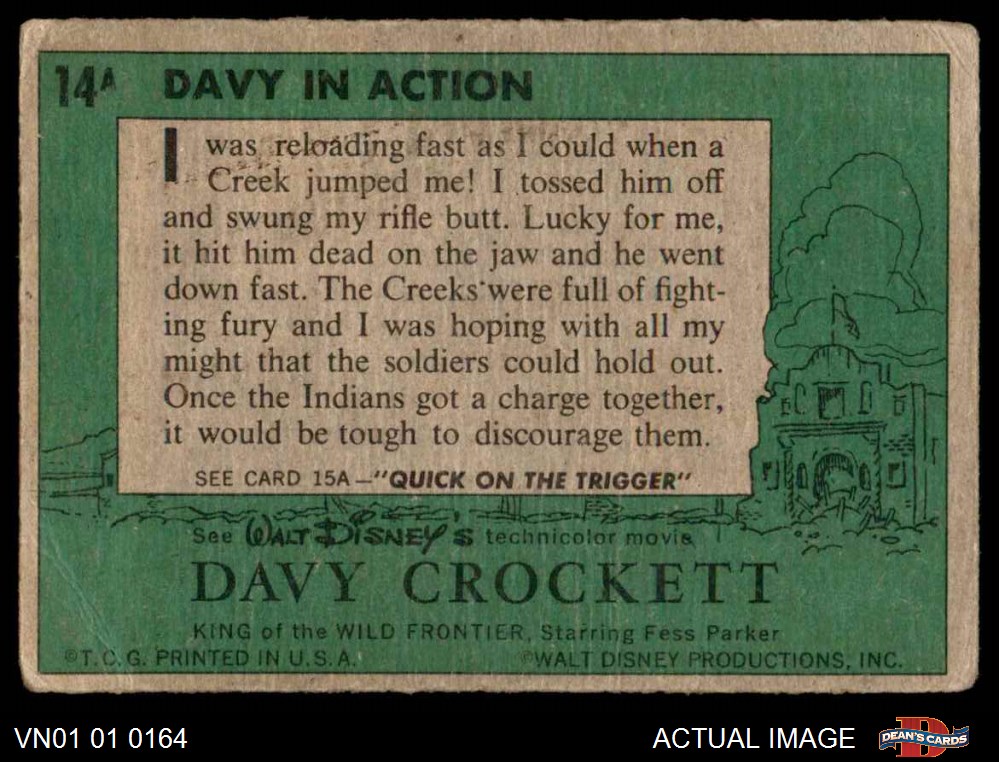 14A DAVY IN ACTION
I was reloading fast as I could when a
Creek jumped me! I tossed him off
and swung my rifle butt. Lucky for me,
it hit him dead on the jaw and he went
down fast. The Creeks were full of fight-
ing fury and I was hoping with all my
might that the soldiers could hold out.
Once the Indians got a charge together,
it would be tough to discourage them.
SEE CARD 15A—"QUICK ON THE TRIGGER"
See WALT DISNEY'S technicolor movie
DAVY CROCKETT
KING of the WILD FRONTIER, Starring Fess Parker
©T.C.G. PRINTED IN U.S.A. ©WALT DISNEY PRODUCTIONS, INC.
VN01 01 0164 ACTUAL IMAGE DEAN'S CARDS